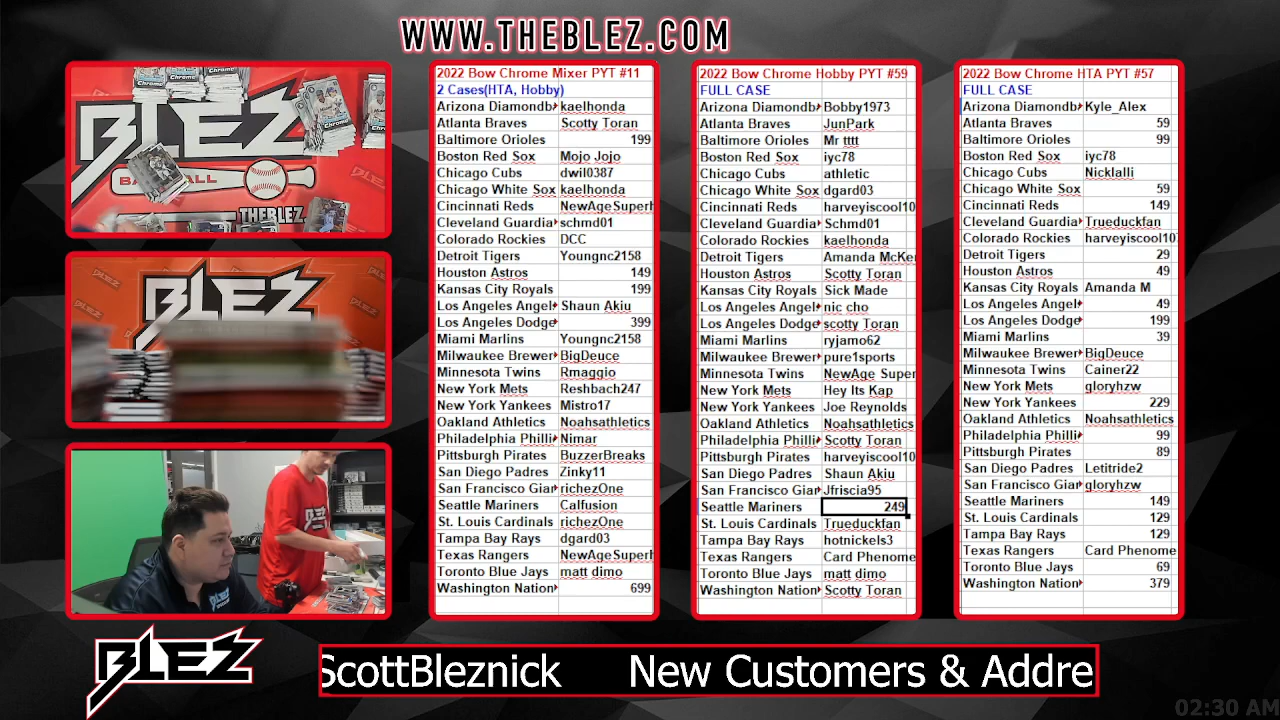 WWW.THEBLEZ.COM
BLEZ
THEBLEZ.
BLEZ
2022 Bow Chrome Mixer PYT #11
2 Cases(HTA, Hobby)
Arizona Diamondb kaelhonda
Atlanta Braves Scotty Toran
Baltimore Orioles 199
Boston Red Sox Mojo Jojo
Chicago Cubs dwil0387
Chicago White Sox kaelhonda
Cincinnati Reds NewAgeSuperh
Cleveland Guardia schmd01
Colorado Rockies DCC
Detroit Tigers Youngnc2158
Houston Astros 149
Kansas City Royals 199
Los Angeles Angel Shaun Akiu
Los Angeles Dodge 399
Miami Marlins Youngnc2158
Milwaukee Brewer BigDeuce
Minnesota Twins Rmaggio
New York Mets Reshbach247
New York Yankees Mistro17
Oakland Athletics Noahsathletics
Philadelphia Philli Nimar
Pittsburgh Pirates BuzzerBreaks
San Diego Padres Zinky11
San Francisco Giar richezOne
Seattle Mariners Calfusion
St. Louis Cardinals richezOne
Tampa Bay Rays dgard03
Texas Rangers NewAgeSuperh
Toronto Blue Jays matt dimo
Washington Nation 699
2022 Bow Chrome Hobby PYT #59
FULL CASE
Arizona Diamondb Bobby1973
Atlanta Braves JunPark
Baltimore Orioles Mr tttt
Boston Red Sox iyc78
Chicago Cubs athletic
Chicago White Sox dgard03
Cincinnati Reds harveyiscool10
Cleveland Guardia Schmd01
Colorado Rockies kaelhonda
Detroit Tigers Amanda McKe
Houston Astros Scotty Toran
Kansas City Royals Sick Made
Los Angeles Angel nic cho
Los Angeles Dodge scotty Toran
Miami Marlins ryjamo62
Milwaukee Brewer pure1sports
Minnesota Twins NewAge Super
New York Mets Hey Its Kap
New York Yankees Joe Reynolds
Oakland Athletics Noahsathletics
Philadelphia Philli Scotty Toran
Pittsburgh Pirates harveyiscool10
San Diego Padres Shaun Akiu
San Francisco Giar Jfriscia95
Seattle Mariners 249
St. Louis Cardinals Trueduckfan
Tampa Bay Rays hotnickels3
Texas Rangers Card Phenome
Toronto Blue Jays matt dimo
Washington Nation Scotty Toran
2022 Bow Chrome HTA PYT #57
FULL CASE
Arizona Diamondb Kyle_Alex
Atlanta Braves 59
Baltimore Orioles 99
Boston Red Sox iyc78
Chicago Cubs Nicklalli
Chicago White Sox 59
Cincinnati Reds 149
Cleveland Guardia Trueduckfan
Colorado Rockies harveyiscool10
Detroit Tigers 29
Houston Astros 49
Kansas City Royals Amanda M
Los Angeles Angel 49
Los Angeles Dodge 199
Miami Marlins 39
Milwaukee Brewer BigDeuce
Minnesota Twins Cainer22
New York Mets gloryhzw
New York Yankees 229
Oakland Athletics Noahsathletics
Philadelphia Philli 99
Pittsburgh Pirates 89
San Diego Padres Letitride2
San Francisco Giar gloryhzw
Seattle Mariners 149
St. Louis Cardinals 129
Tampa Bay Rays 129
Texas Rangers Card Phenome
Toronto Blue Jays 69
Washington Nation 379
BLEZ
ScottBleznick New Customers & Addre
02:30 AM